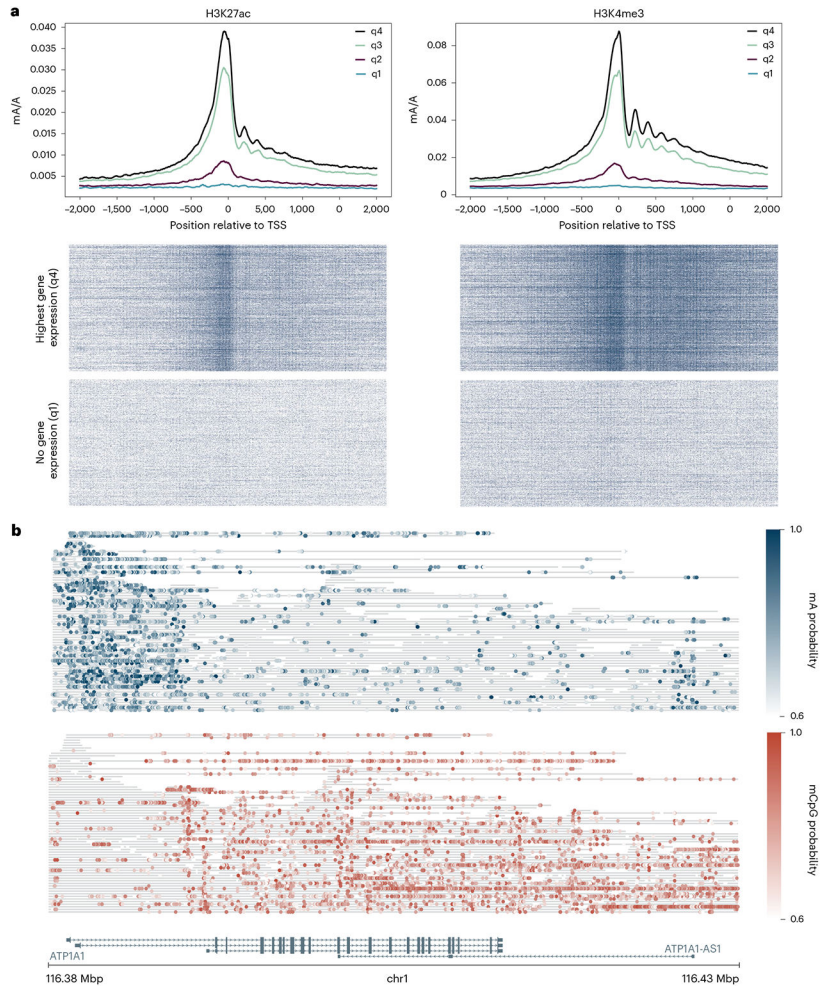 a
H3K27ac
H3K4me3
mA/A
0.040
0.035
0.030
0.025
0.020
0.015
0.010
0.005
q4
q3
q2
q1
-2,000 -1,500 -1,000 -500 0 5,00 1,000 0 2,000
Position relative to TSS
mA/A
0.08
0.06
0.04
0.02
0
q4
q3
q2
q1
-2,000 -1,500 -1,000 -500 0 500 1,000 0 2,000
Position relative to TSS
Highest gene
expression (q4)
No gene
expression (q1)
b
1.0
mA probability
0.6
1.0
mCpG probability
0.6
ATP1A1
ATP1A1-AS1
116.38 Mbp chr1 116.43 Mbp